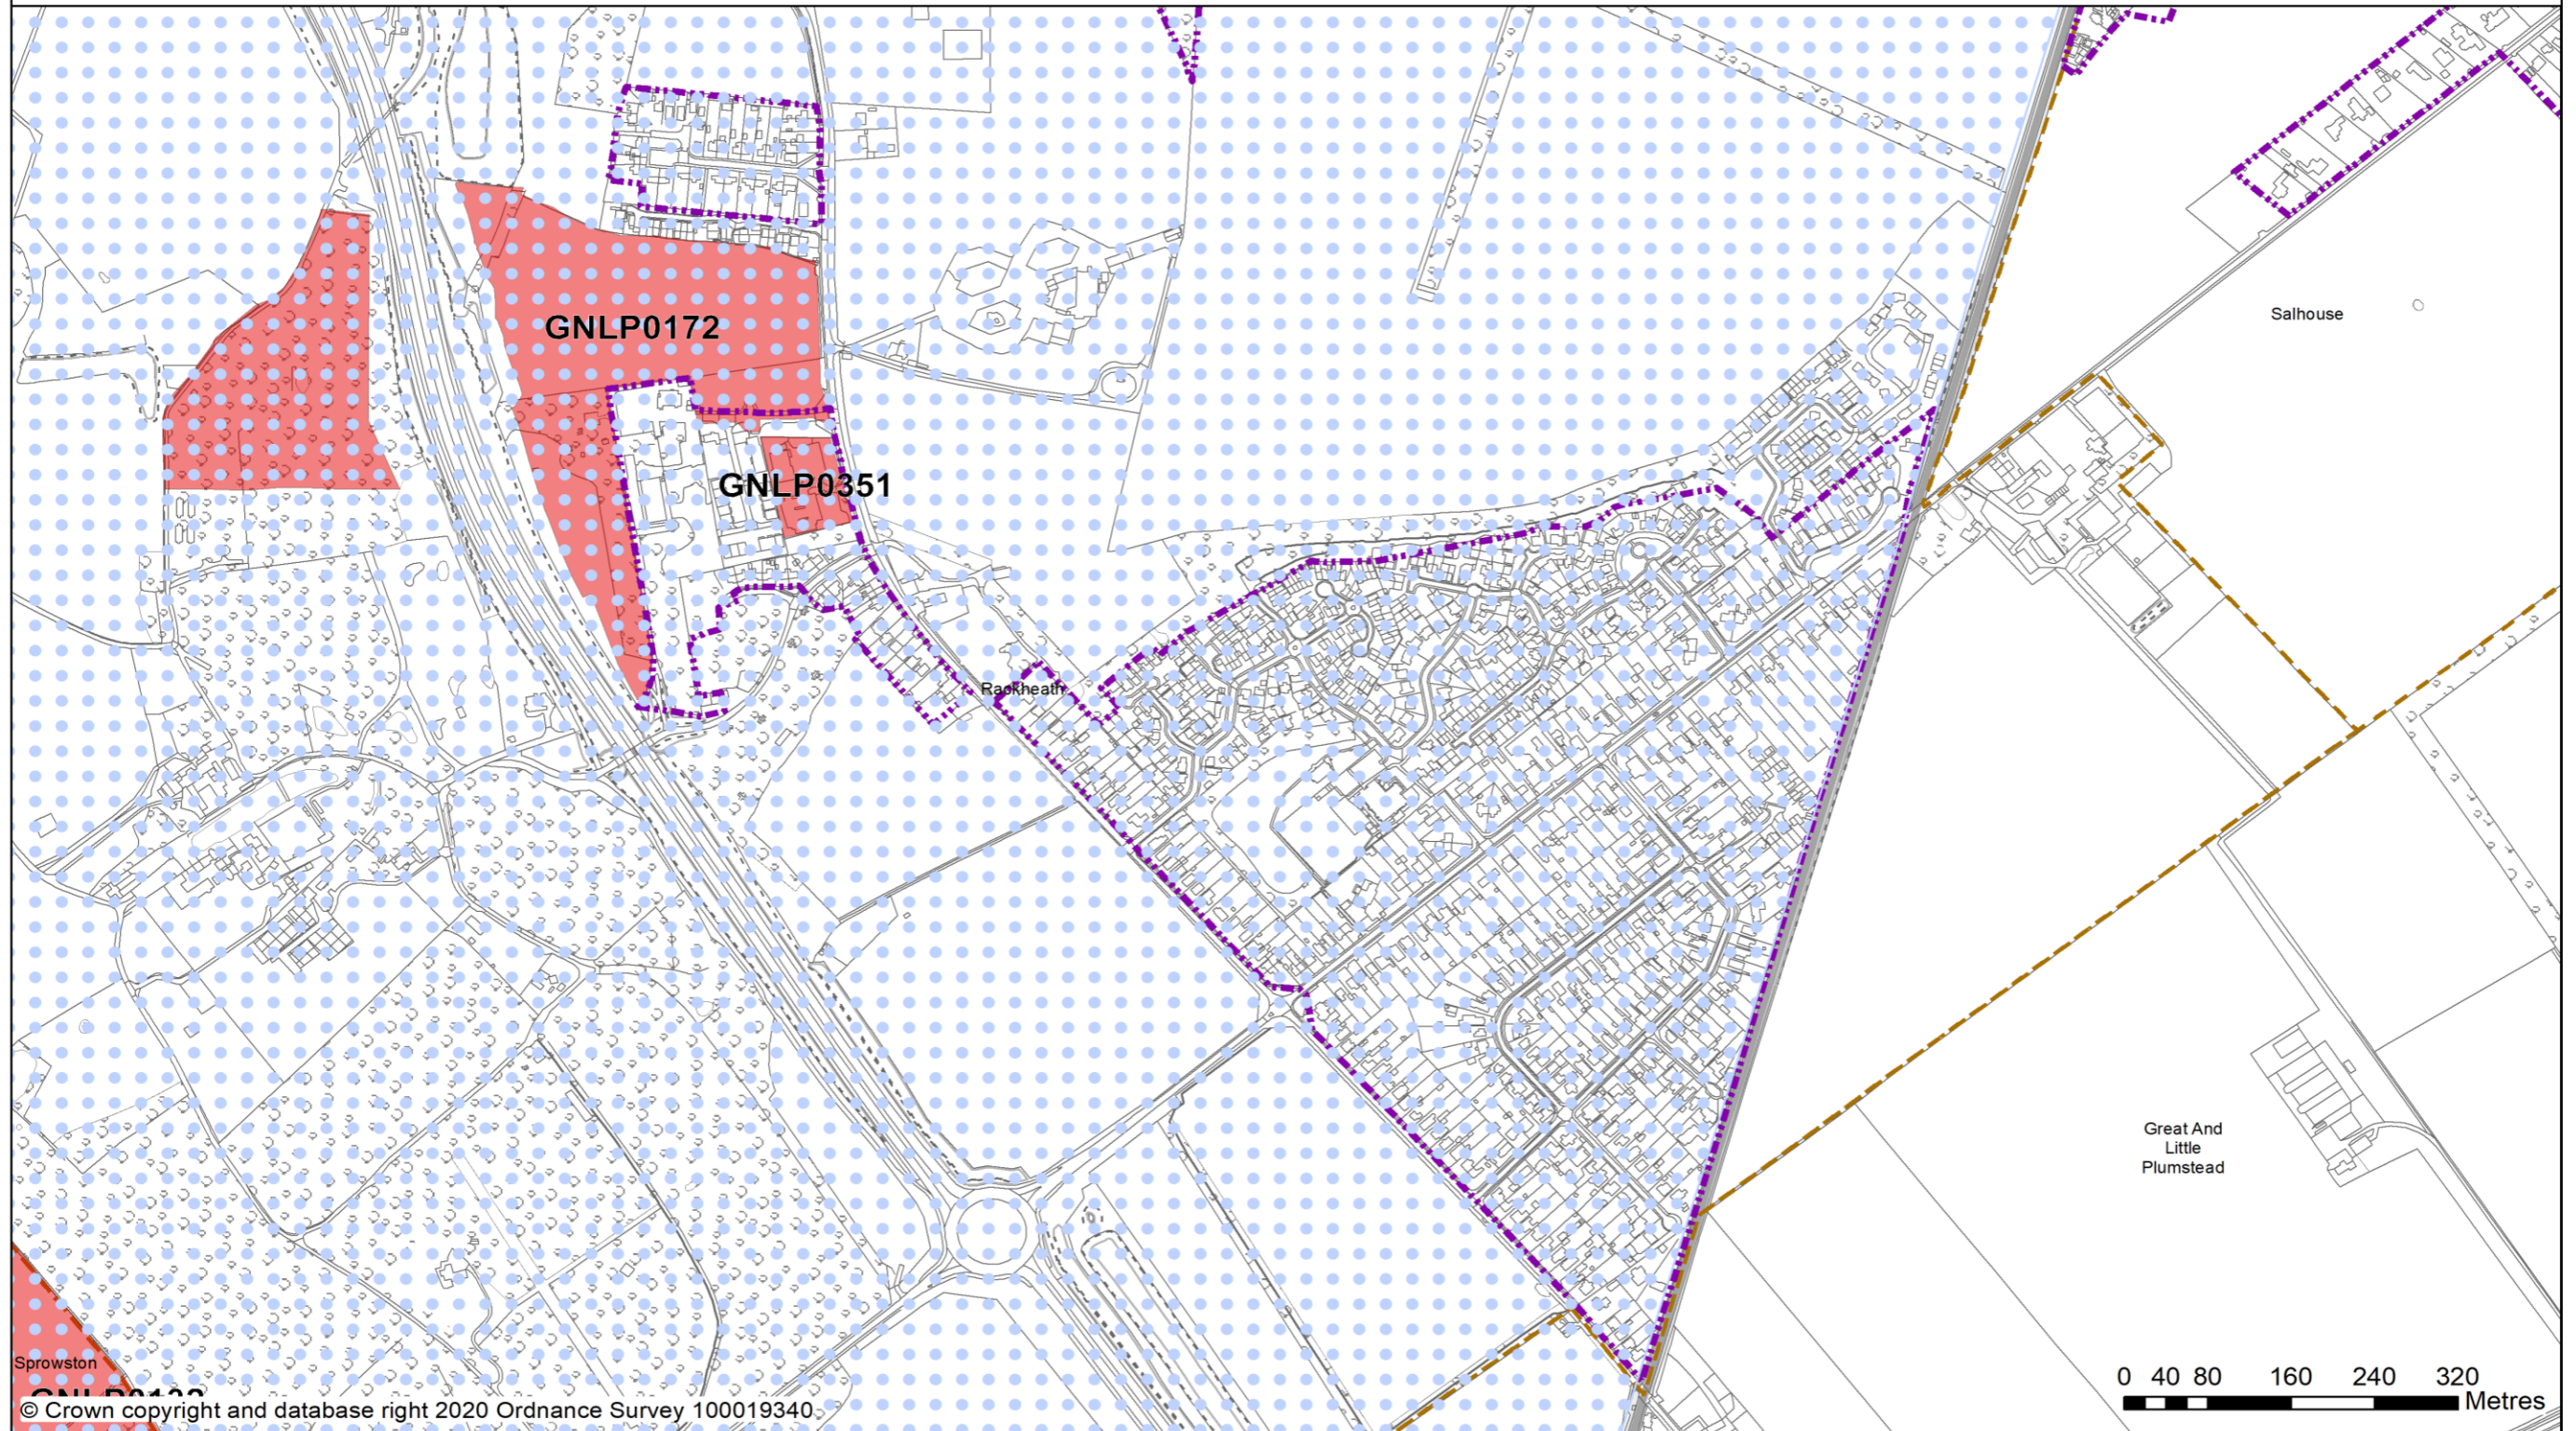 GNLP0172
Salhouse
GNLP0351
Rackheath
Great And
Little
Plumstead
Sprowston
0 40 80 160 240 320
Metres
© Crown copyright and database right 2020 Ordnance Survey 100019340.